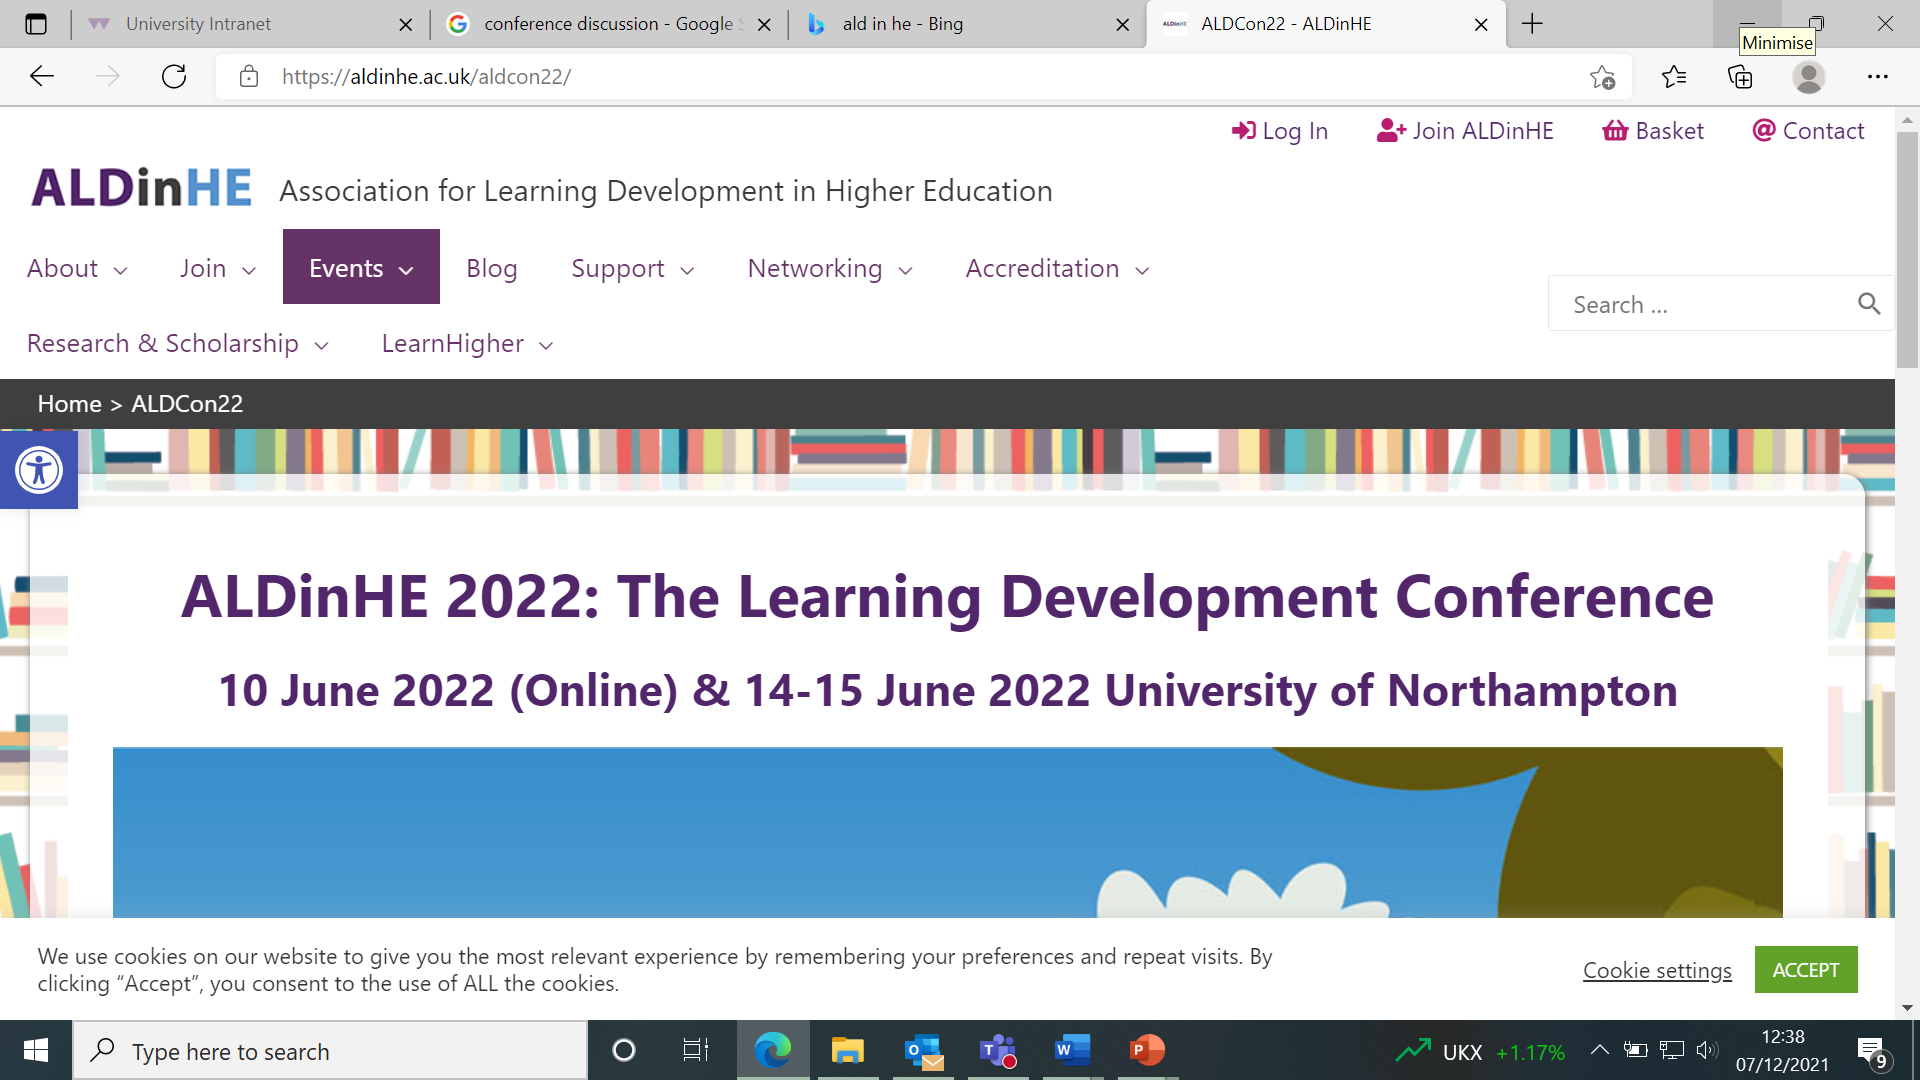 University Intranet
conference discussion - Google
ald in he - Bing
ALDinHE
ALDCon22 - ALDinHE
Minimise
https://aldinhe.ac.uk/aldcon22/
Log In
Join ALDinHE
Basket
Contact
ALDinHE
Association for Learning Development in Higher Education
About
Join
Events
Blog
Support
Networking
Accreditation
Search ...
Research & Scholarship
LearnHigher
Home > ALDCon22
ALDinHE 2022: The Learning Development Conference
10 June 2022 (Online) & 14-15 June 2022 University of Northampton
We use cookies on our website to give you the most relevant experience by remembering your preferences and repeat visits. By
clicking “Accept”, you consent to the use of ALL the cookies.
Cookie settings
ACCEPT
Type here to search
UKX +1.17%
12:38
07/12/2021
9